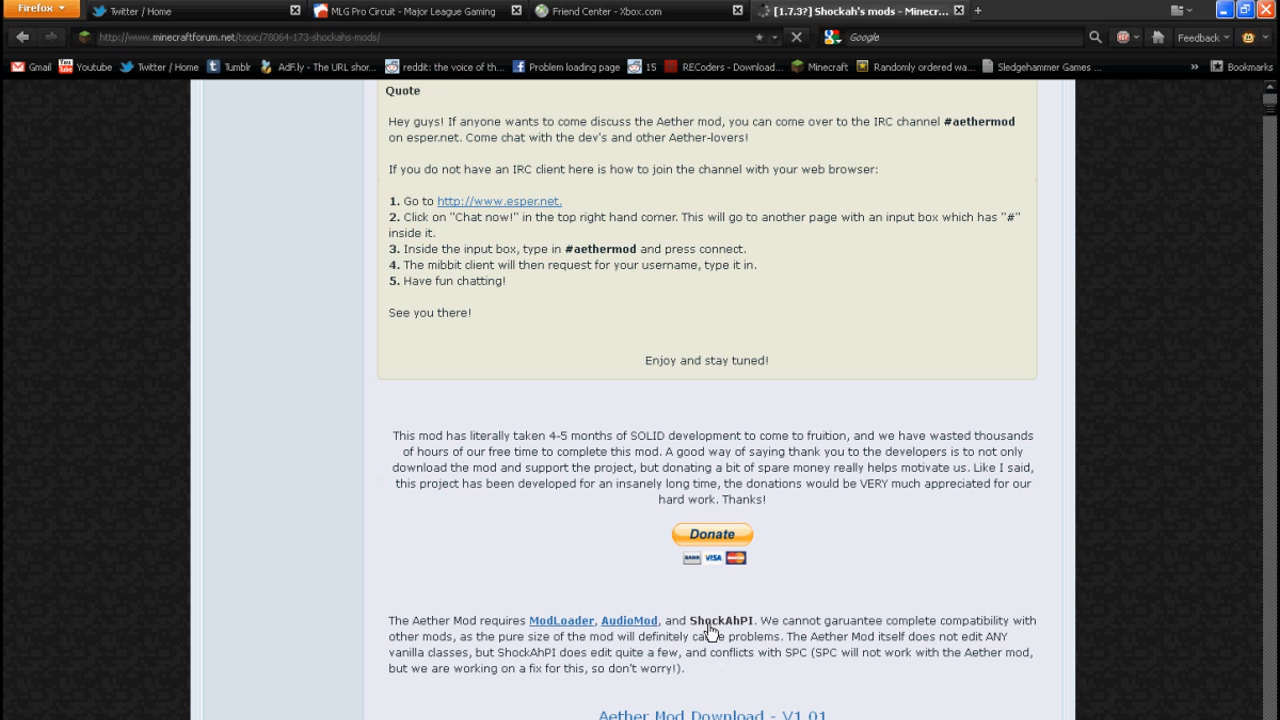 Firefox
Twitter / Home
MLG Pro Circuit - Major League Gaming
Friend Center - Xbox.com
[1.7.3?] Shockah's mods - Minecr...
http://www.minecraftforum.net/topic/78064-173-shockahs-mods/
Google
Feedback
Gmail
Youtube
Twitter / Home
Tumblr
AdF.ly - The URL shor...
reddit: the voice of th...
Problem loading page
15
RECoders - Download...
Minecraft
Randomly ordered wa...
Sledgehammer Games ...
Bookmarks
Quote
Hey guys! If anyone wants to come discuss the Aether mod, you can come over to the IRC channel #aethermod
on esper.net. Come chat with the dev's and other Aether-lovers!
If you do not have an IRC client here is how to join the channel with your web browser:
1. Go to http://www.esper.net.
2. Click on "Chat now!" in the top right hand corner. This will go to another page with an input box which has "#"
inside it.
3. Inside the input box, type in #aethermod and press connect.
4. The mibbit client will then request for your username, type it in.
5. Have fun chatting!
See you there!
Enjoy and stay tuned!
This mod has literally taken 4-5 months of SOLID development to come to fruition, and we have wasted thousands
of hours of our free time to complete this mod. A good way of saying thank you to the developers is to not only
download the mod and support the project, but donating a bit of spare money really helps motivate us. Like I said,
this project has been developed for an insanely long time, the donations would be VERY much appreciated for our
hard work. Thanks!
Donate
BANK VISA
The Aether Mod requires ModLoader, AudioMod, and ShockAhPI. We cannot garuantee complete compatibility with
other mods, as the pure size of the mod will definitely cause problems. The Aether Mod itself does not edit ANY
vanilla classes, but ShockAhPI does edit quite a few, and conflicts with SPC (SPC will not work with the Aether mod,
but we are working on a fix for this, so don't worry!).
Aether Mod Download - V1.01